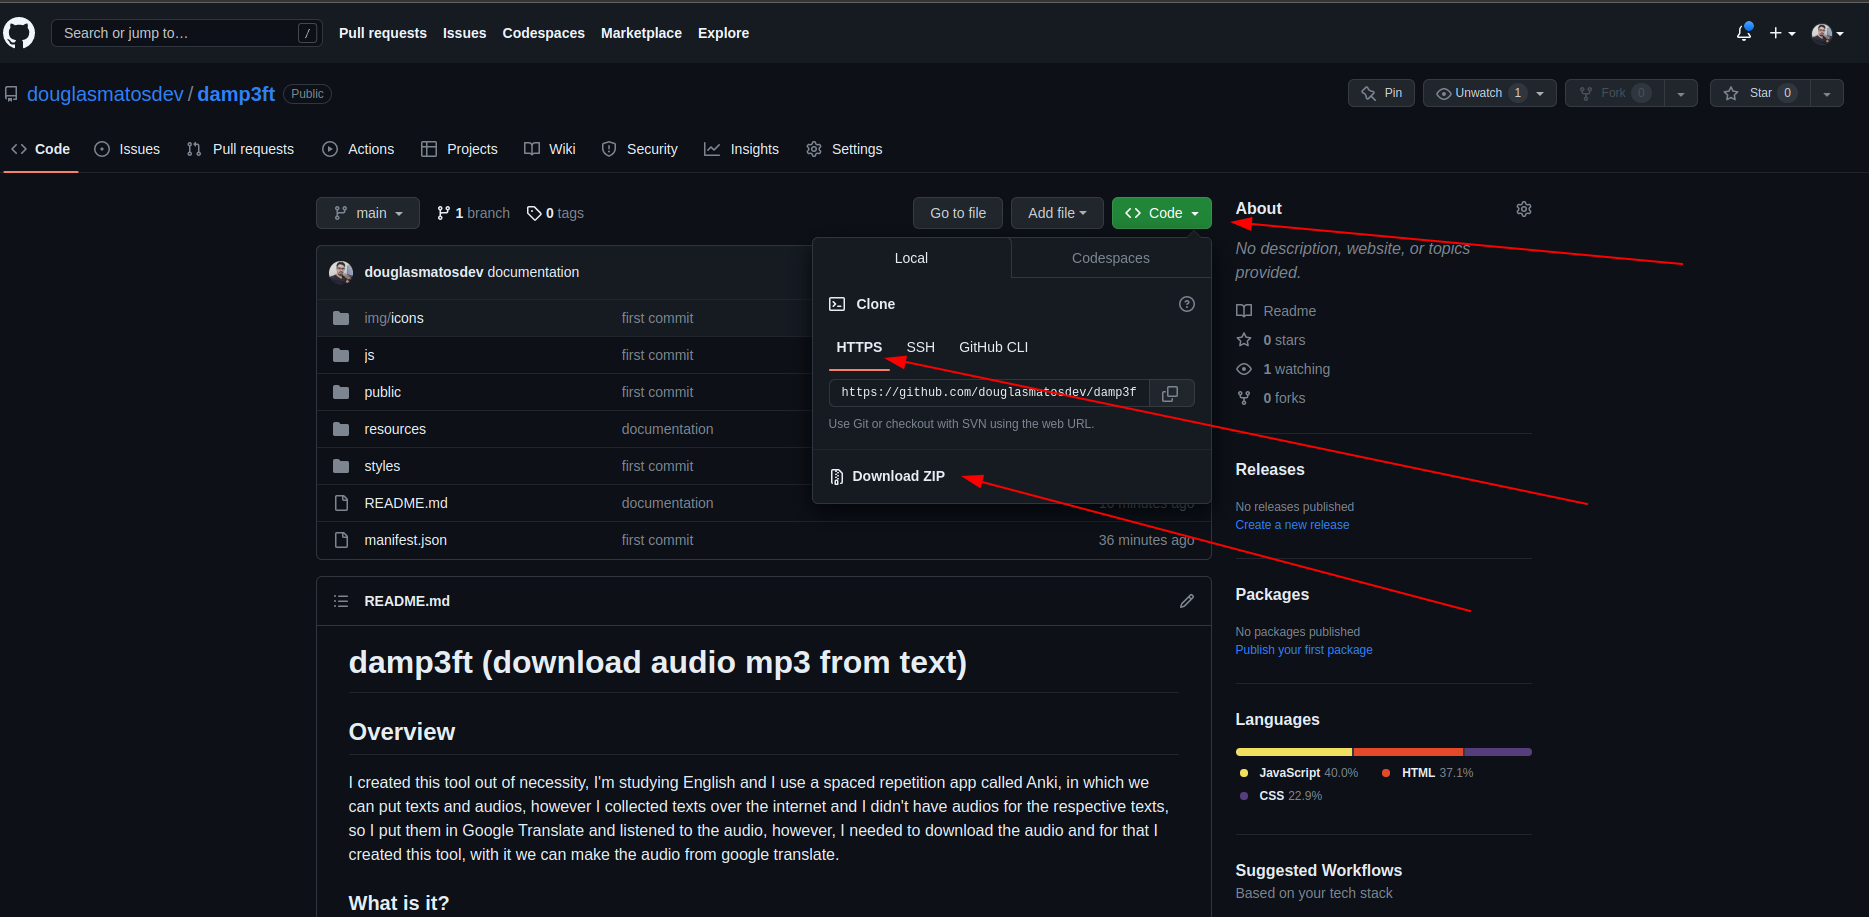 Search or jump to…
/
Pull requests
Issues
Codespaces
Marketplace
Explore
douglasmatosdev / damp3ft
Public
Pin
Unwatch 1
Fork 0
Star 0
Code
Issues
Pull requests
Actions
Projects
Wiki
Security
Insights
Settings
main
1 branch
0 tags
Go to file
Add file
Code
douglasmatosdev documentation
img/icons first commit
js first commit
public first commit
resources documentation
styles first commit
README.md documentation
manifest.json first commit 36 minutes ago
Local
Codespaces
Clone
HTTPS
SSH
GitHub CLI
https://github.com/douglasmatosdev/damp3f
Use Git or checkout with SVN using the web URL.
Download ZIP
README.md
damp3ft (download audio mp3 from text)
Overview
I created this tool out of necessity, I'm studying English and I use a spaced repetition app called Anki, in which we
can put texts and audios, however I collected texts over the internet and I didn't have audios for the respective texts,
so I put them in Google Translate and listened to the audio, however, I needed to download the audio and for that I
created this tool, with it we can make the audio from google translate.
What is it?
About
No description, website, or topics
provided.
Readme
0 stars
1 watching
0 forks
Releases
No releases published
Create a new release
Packages
No packages published
Publish your first package
Languages
JavaScript 40.0%
HTML 37.1%
CSS 22.9%
Suggested Workflows
Based on your tech stack